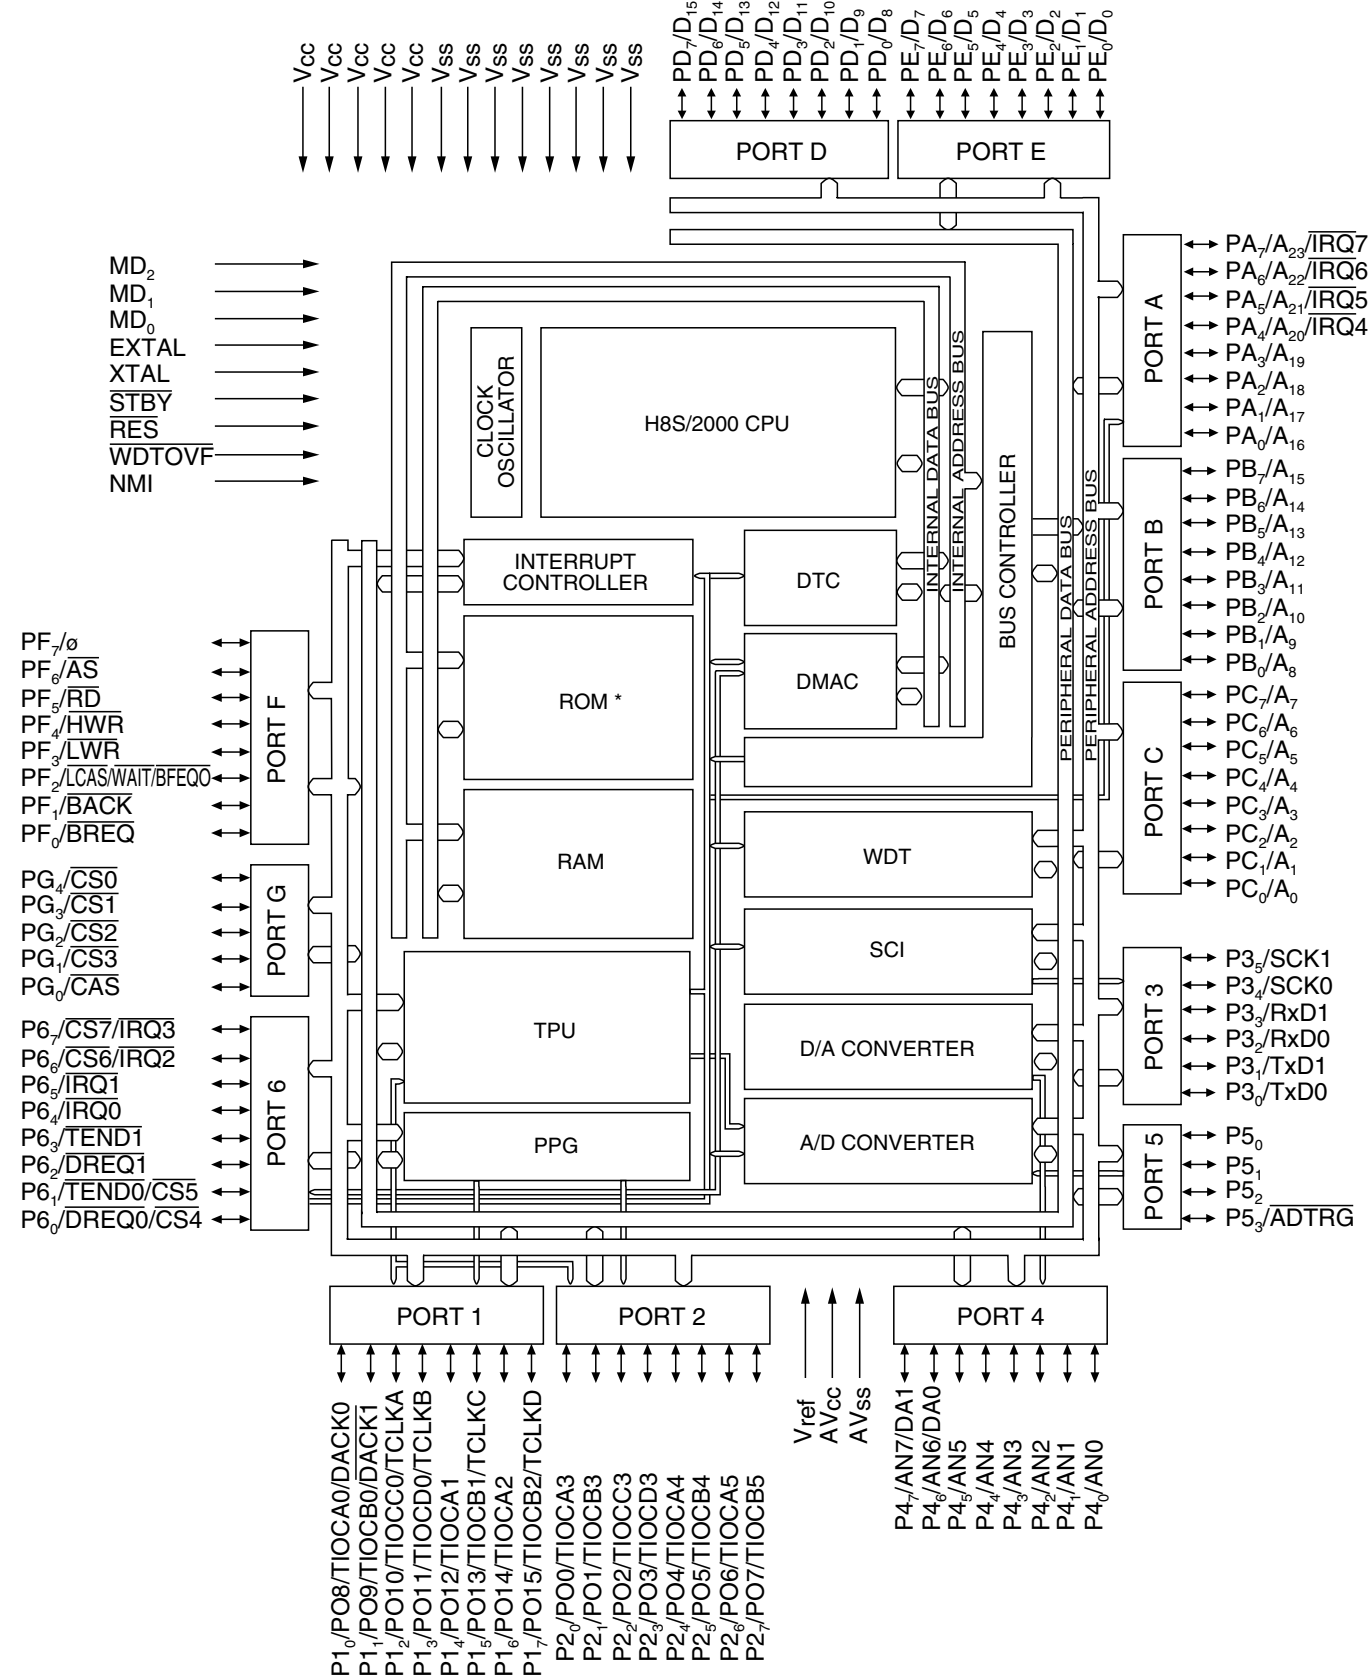 Vcc
Vcc
Vcc
Vcc
Vcc
Vss
Vss
Vss
Vss
Vss
Vss
Vss
Vss
PD7/D15
PD6/D14
PD5/D13
PD4/D12
PD3/D11
PD2/D10
PD1/D9
PD0/D8
PE7/D7
PE6/D6
PE5/D5
PE4/D4
PE3/D3
PE2/D2
PE1/D1
PE0/D0
PORT D
PORT E
MD2
MD1
MD0
EXTAL
XTAL
STBY
RES
WDTOVF
NMI
CLOCK
OSCILLATOR
H8S/2000 CPU
INTERNAL DATA BUS
INTERNAL ADDRESS BUS
BUS CONTROLLER
PERIPHERAL DATA BUS
PERIPHERAL ADDRESS BUS
PORT A
PA7/A23/IRQ7
PA6/A22/IRQ6
PA5/A21/IRQ5
PA4/A20/IRQ4
PA3/A19
PA2/A18
PA1/A17
PA0/A16
PORT B
PB7/A15
PB6/A14
PB5/A13
PB4/A12
PB3/A11
PB2/A10
PB1/A9
PB0/A8
INTERRUPT
CONTROLLER
DTC
ROM *
DMAC
RAM
WDT
SCI
TPU
D/A CONVERTER
PPG
A/D CONVERTER
PF7/ø
PF6/AS
PF5/RD
PF4/HWR
PF3/LWR
PF2/LCAS/WAIT/BFEQO
PF1/BACK
PF0/BREQ
PORT F
PG4/CS0
PG3/CS1
PG2/CS2
PG1/CS3
PG0/CAS
PORT G
P67/CS7/IRQ3
P66/CS6/IRQ2
P65/IRQ1
P64/IRQ0
P63/TEND1
P62/DREQ1
P61/TEND0/CS5
P60/DREQ0/CS4
PORT 6
PORT C
PC7/A7
PC6/A6
PC5/A5
PC4/A4
PC3/A3
PC2/A2
PC1/A1
PC0/A0
PORT 3
P35/SCK1
P34/SCK0
P33/RxD1
P32/RxD0
P31/TxD1
P30/TxD0
PORT 5
P50
P51
P52
P53/ADTRG
PORT 1
PORT 2
PORT 4
P10/PO8/TIOCA0/DACK0
P11/PO9/TIOCB0/DACK1
P12/PO10/TIOCC0/TCLKA
P13/PO11/TIOCD0/TCLKB
P14/PO12/TIOCA1
P15/PO13/TIOCB1/TCLKC
P16/PO14/TIOCA2
P17/PO15/TIOCB2/TCLKD
P20/PO0/TIOCA3
P21/PO1/TIOCB3
P22/PO2/TIOCC3
P23/PO3/TIOCD3
P24/PO4/TIOCA4
P25/PO5/TIOCB4
P26/PO6/TIOCA5
P27/PO7/TIOCB5
Vref
AVcc
AVss
P47/AN7/DA1
P46/AN6/DA0
P45/AN5
P44/AN4
P43/AN3
P42/AN2
P41/AN1
P40/AN0